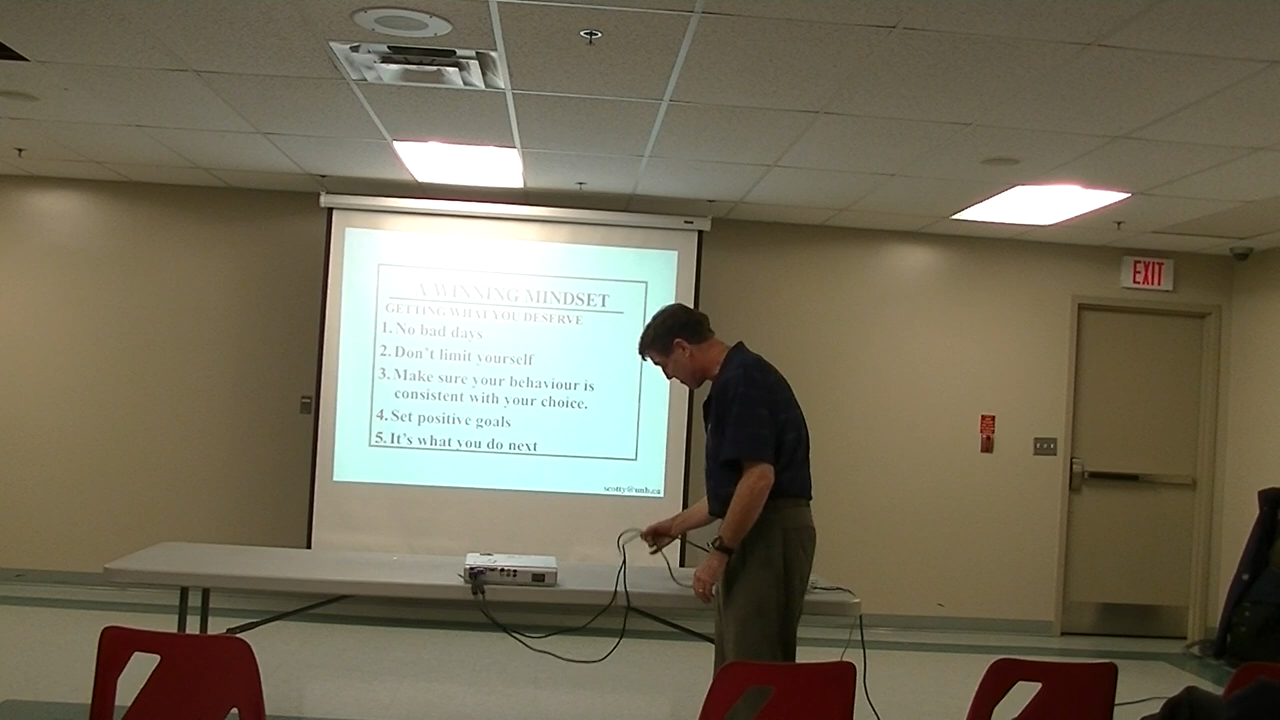 A WINNING MINDSET
GETTING WHAT YOU DESERVE
1. No bad days
2. Don't limit yourself
3. Make sure your behaviour is
consistent with your choice.
4. Set positive goals
5. It's what you do next
scotty@unb.ca
EXIT